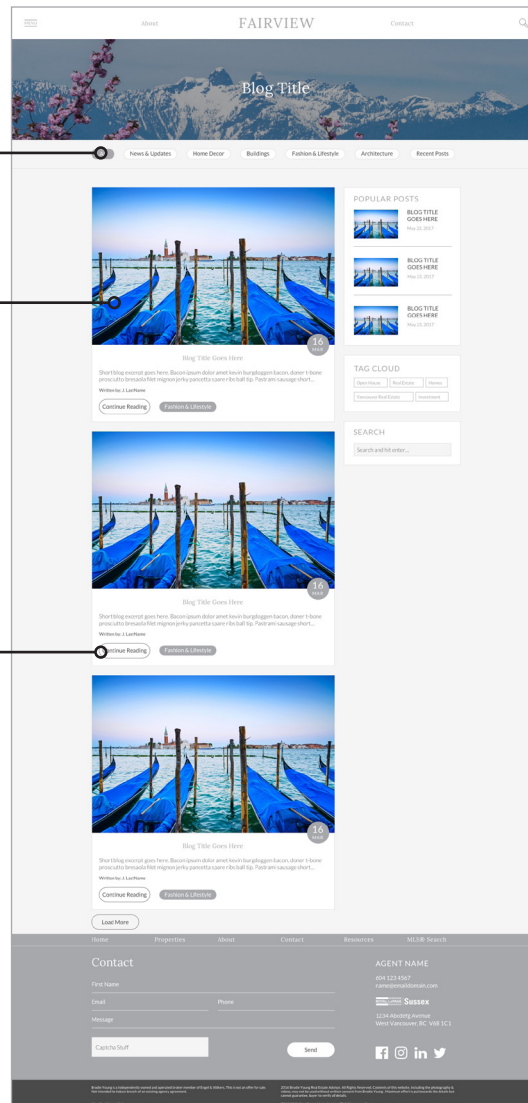 MENU
About
FAIRVIEW
Contact
Blog Title
News & Updates
Home Decor
Buildings
Fashion & Lifestyle
Architecture
Recent Posts
16
MAR
Blog Title Goes Here
Short blog excerpt goes here. Bacon ipsum dolor amet kevin burgdoggen bacon, doner t-bone
prosciutto bresaola filet mignon jerky pancetta spare ribs ball tip. Pastrami sausage short...
Written by: J. LastName
Continue Reading
Fashion & Lifestyle
16
MAR
Blog Title Goes Here
Short blog excerpt goes here. Bacon ipsum dolor amet kevin burgdoggen bacon, doner t-bone
prosciutto bresaola filet mignon jerky pancetta spare ribs ball tip. Pastrami sausage short...
Written by: J. LastName
Continue Reading
Fashion & Lifestyle
16
MAR
Blog Title Goes Here
Short blog excerpt goes here. Bacon ipsum dolor amet kevin burgdoggen bacon, doner t-bone
prosciutto bresaola filet mignon jerky pancetta spare ribs ball tip. Pastrami sausage short...
Written by: J. LastName
Continue Reading
Fashion & Lifestyle
Load More
POPULAR POSTS
BLOG TITLE
GOES HERE
May 22, 2017
BLOG TITLE
GOES HERE
May 22, 2017
BLOG TITLE
GOES HERE
May 22, 2017
TAG CLOUD
Open House
Real Estate
Homes
Vancouver Real Estate
Investment
SEARCH
Search and hit enter...
Home
Properties
About
Contact
Resources
MLS® Search
Contact
First Name
Email
Phone
Message
Captcha Stuff
Send
AGENT NAME
604 123 4567
name@emaildomain.com
Sussex
1234 Abcdefg Avenue
West Vancouver, BC V6B 1C1